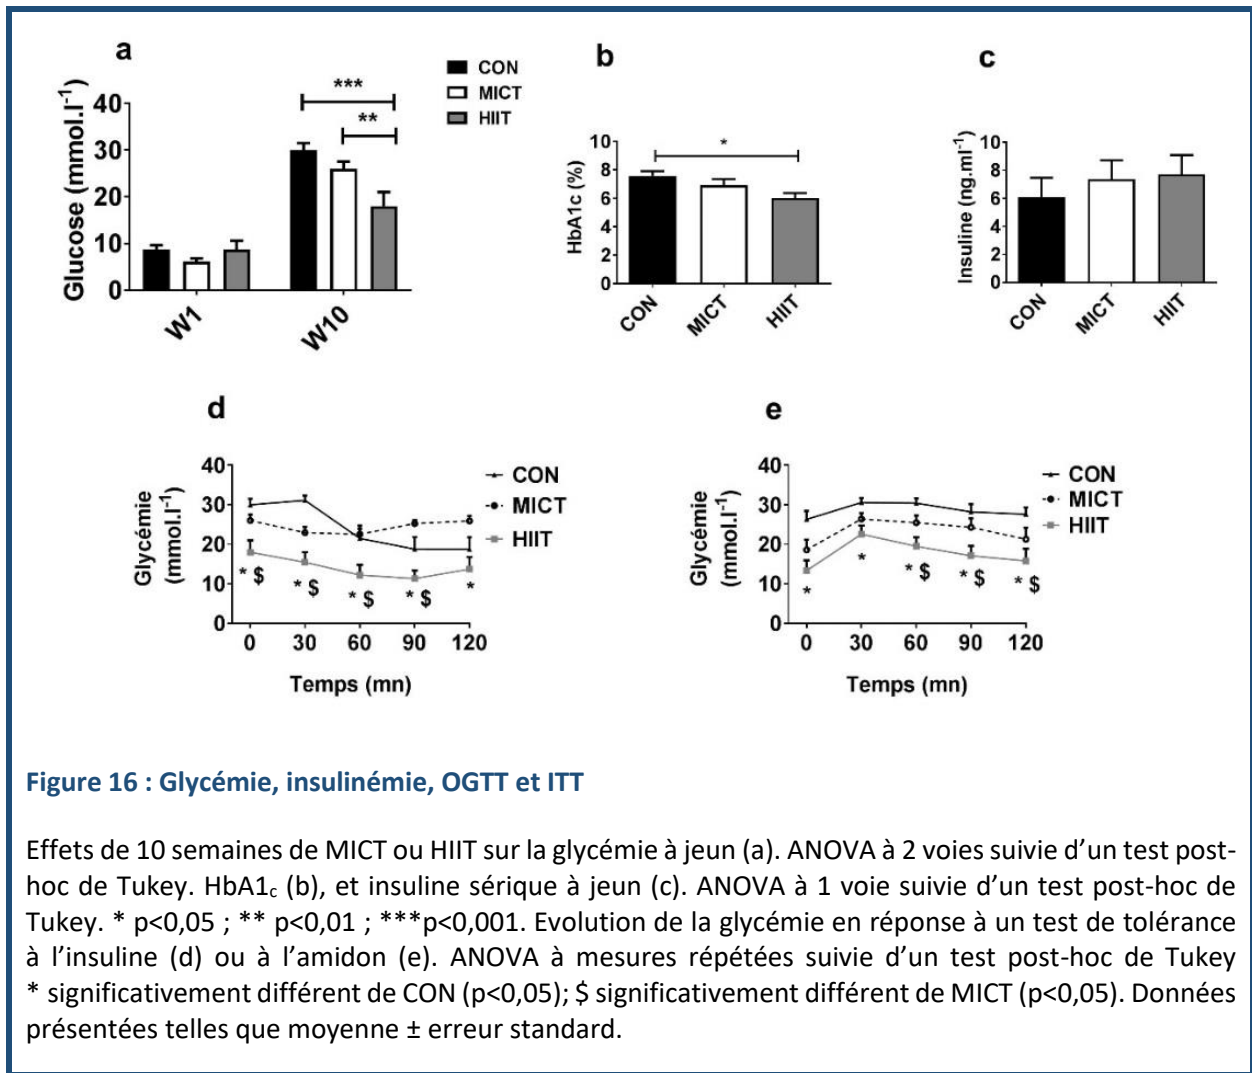 a
Glucose (mmol.l-1)
40
30
20
10
0
W1
W10
***
**
CON
MICT
HIIT
b
HbA1c (%)
10
8
6
4
2
0
*
CON
MICT
HIIT
c
Insuline (ng.ml-1)
10
8
6
4
2
0
CON
MICT
HIIT
d
Glycémie
(mmol.l-1)
40
30
20
10
0
* $
* $
* $
* $
*
0 30 60 90 120
Temps (mn)
CON
MICT
HIIT
e
Glycémie
(mmol.l-1)
40
30
20
10
0
*
*
* $
* $
* $
0 30 60 90 120
Temps (mn)
CON
MICT
HIIT
Figure 16 : Glycémie, insulinémie, OGTT et ITT
Effets de 10 semaines de MICT ou HIIT sur la glycémie à jeun (a). ANOVA à 2 voies suivie d’un test post-
hoc de Tukey. HbA1c (b), et insuline sérique à jeun (c). ANOVA à 1 voie suivie d’un test post-hoc de
Tukey. * p<0,05 ; ** p<0,01 ; ***p<0,001. Evolution de la glycémie en réponse à un test de tolérance
à l’insuline (d) ou à l’amidon (e). ANOVA à mesures répétées suivie d’un test post-hoc de Tukey
* significativement différent de CON (p<0,05); $ significativement différent de MICT (p<0,05). Données
présentées telles que moyenne ± erreur standard.